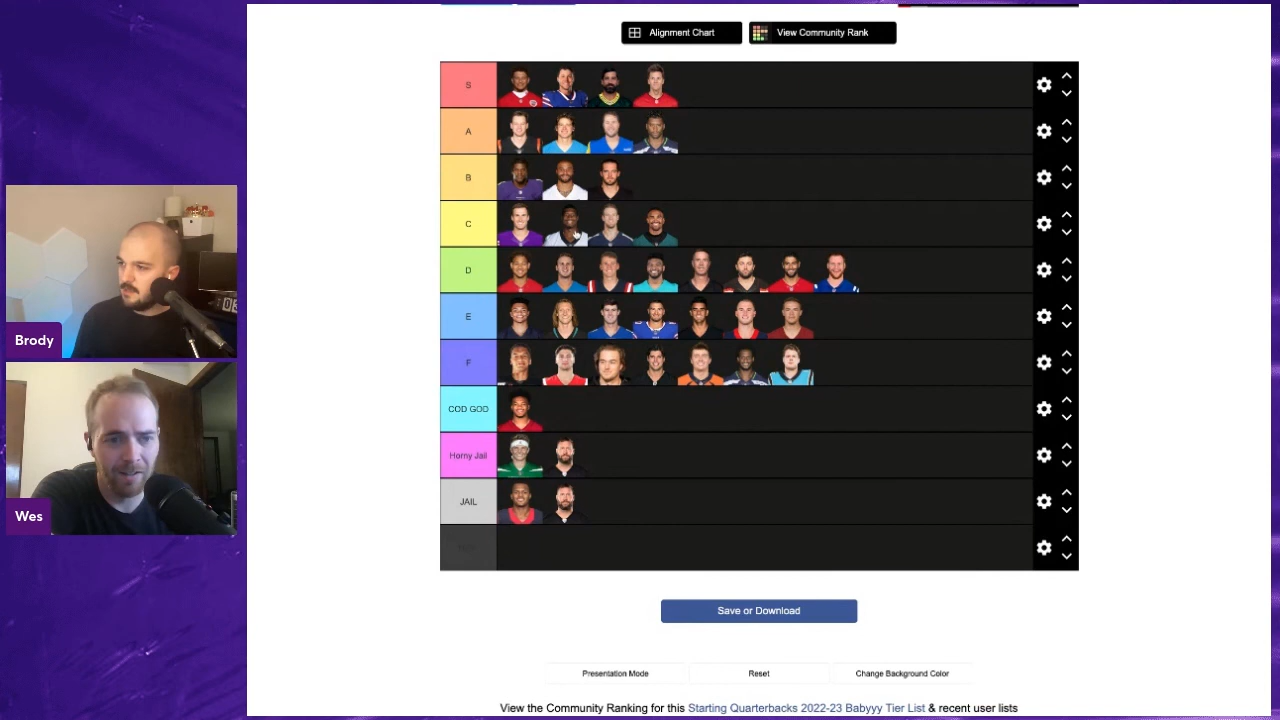 Alignment Chart
View Community Rank
S
A
B
C
D
E
F
COD GOD
Horny Jail
JAIL
Brody
Wes
Save or Download
Presentation Mode
Reset
Change Background Color
View the Community Ranking for this Starting Quarterbacks 2022-23 Babyyy Tier List & recent user lists